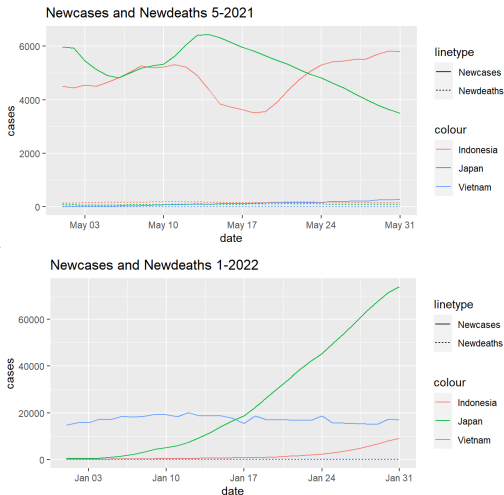 Newcases and Newdeaths 5-2021
6000
4000
2000
0
cases
May 03
May 10
May 17
May 24
May 31
date
linetype
Newcases
Newdeaths
colour
Indonesia
Japan
Vietnam
Newcases and Newdeaths 1-2022
60000
40000
20000
0
cases
Jan 03
Jan 10
Jan 17
Jan 24
Jan 31
date
linetype
Newcases
Newdeaths
colour
Indonesia
Japan
Vietnam